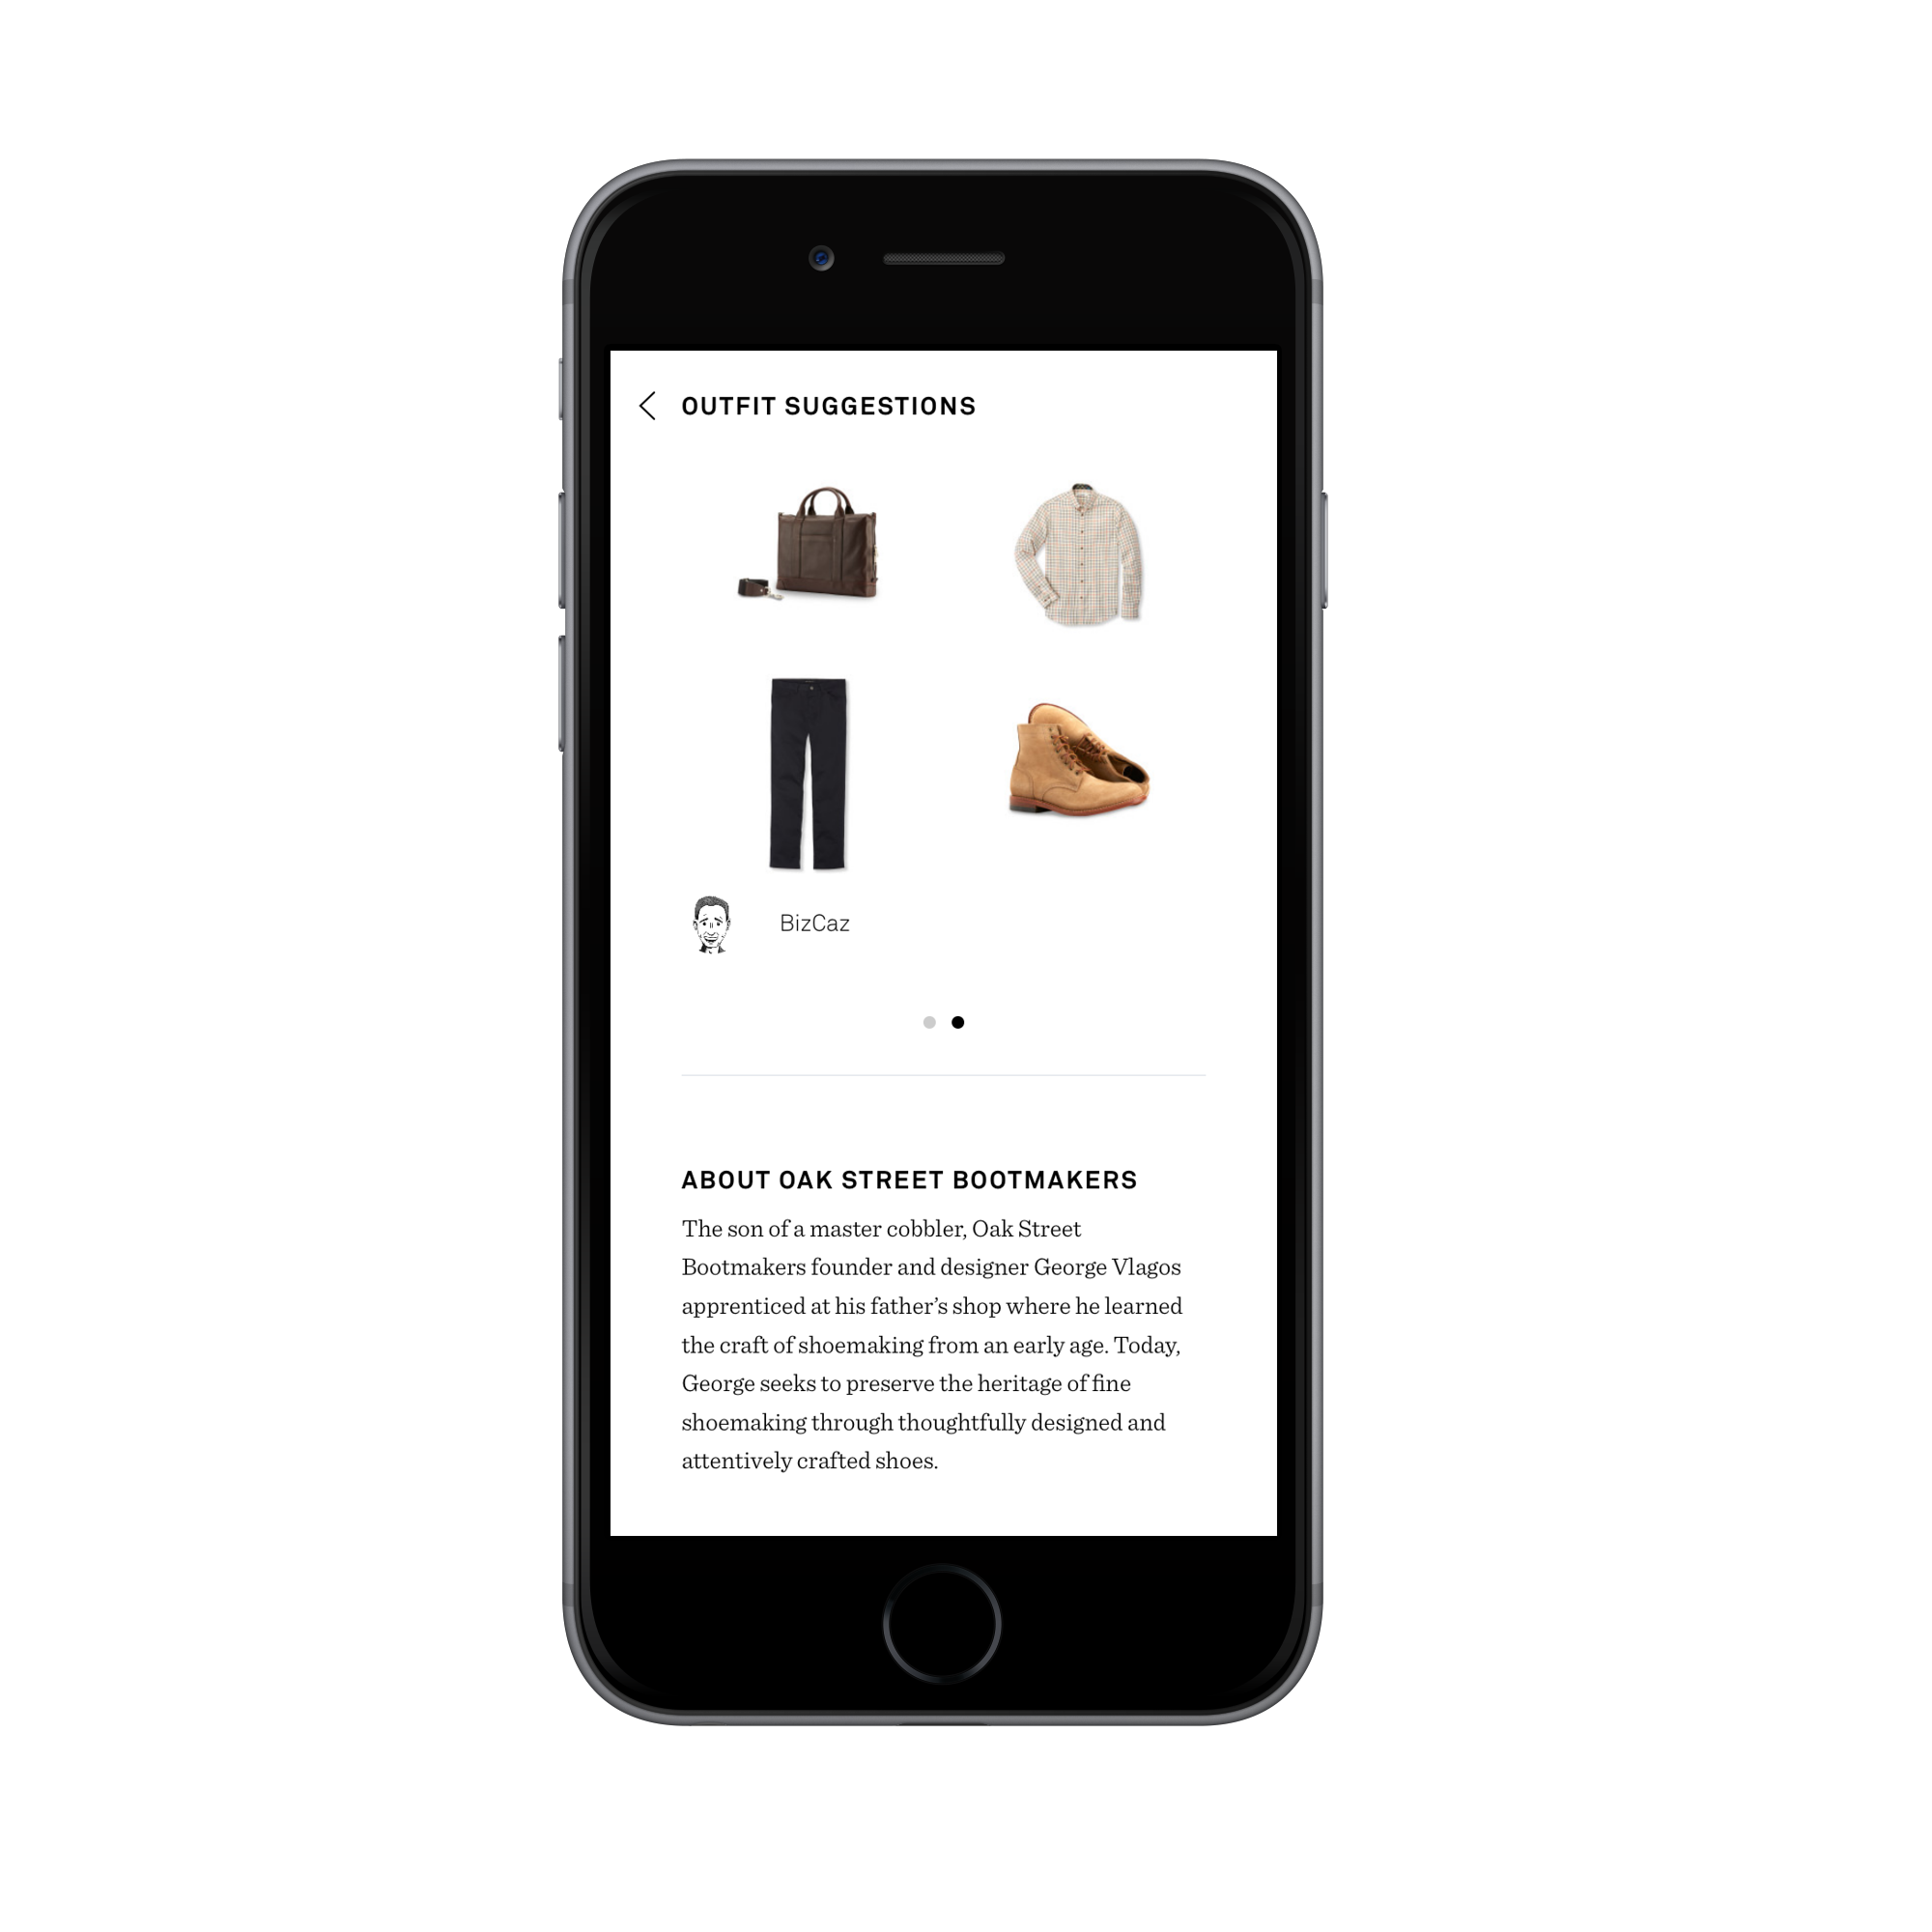 OUTFIT SUGGESTIONS
BizCaz
ABOUT OAK STREET BOOTMAKERS
The son of a master cobbler, Oak Street
Bootmakers founder and designer George Vlagos
apprenticed at his father’s shop where he learned
the craft of shoemaking from an early age. Today,
George seeks to preserve the heritage of fine
shoemaking through thoughtfully designed and
attentively crafted shoes.